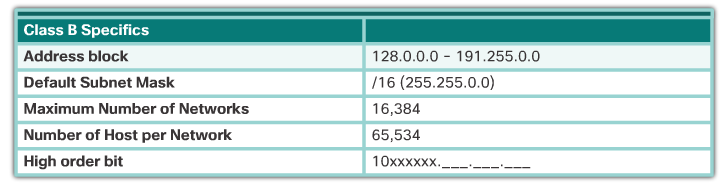 Class B Specifics
Address block 128.0.0.0 - 191.255.0.0
Default Subnet Mask /16 (255.255.0.0)
Maximum Number of Networks 16,384
Number of Host per Network 65,534
High order bit 10xxxxxx.___.___.___